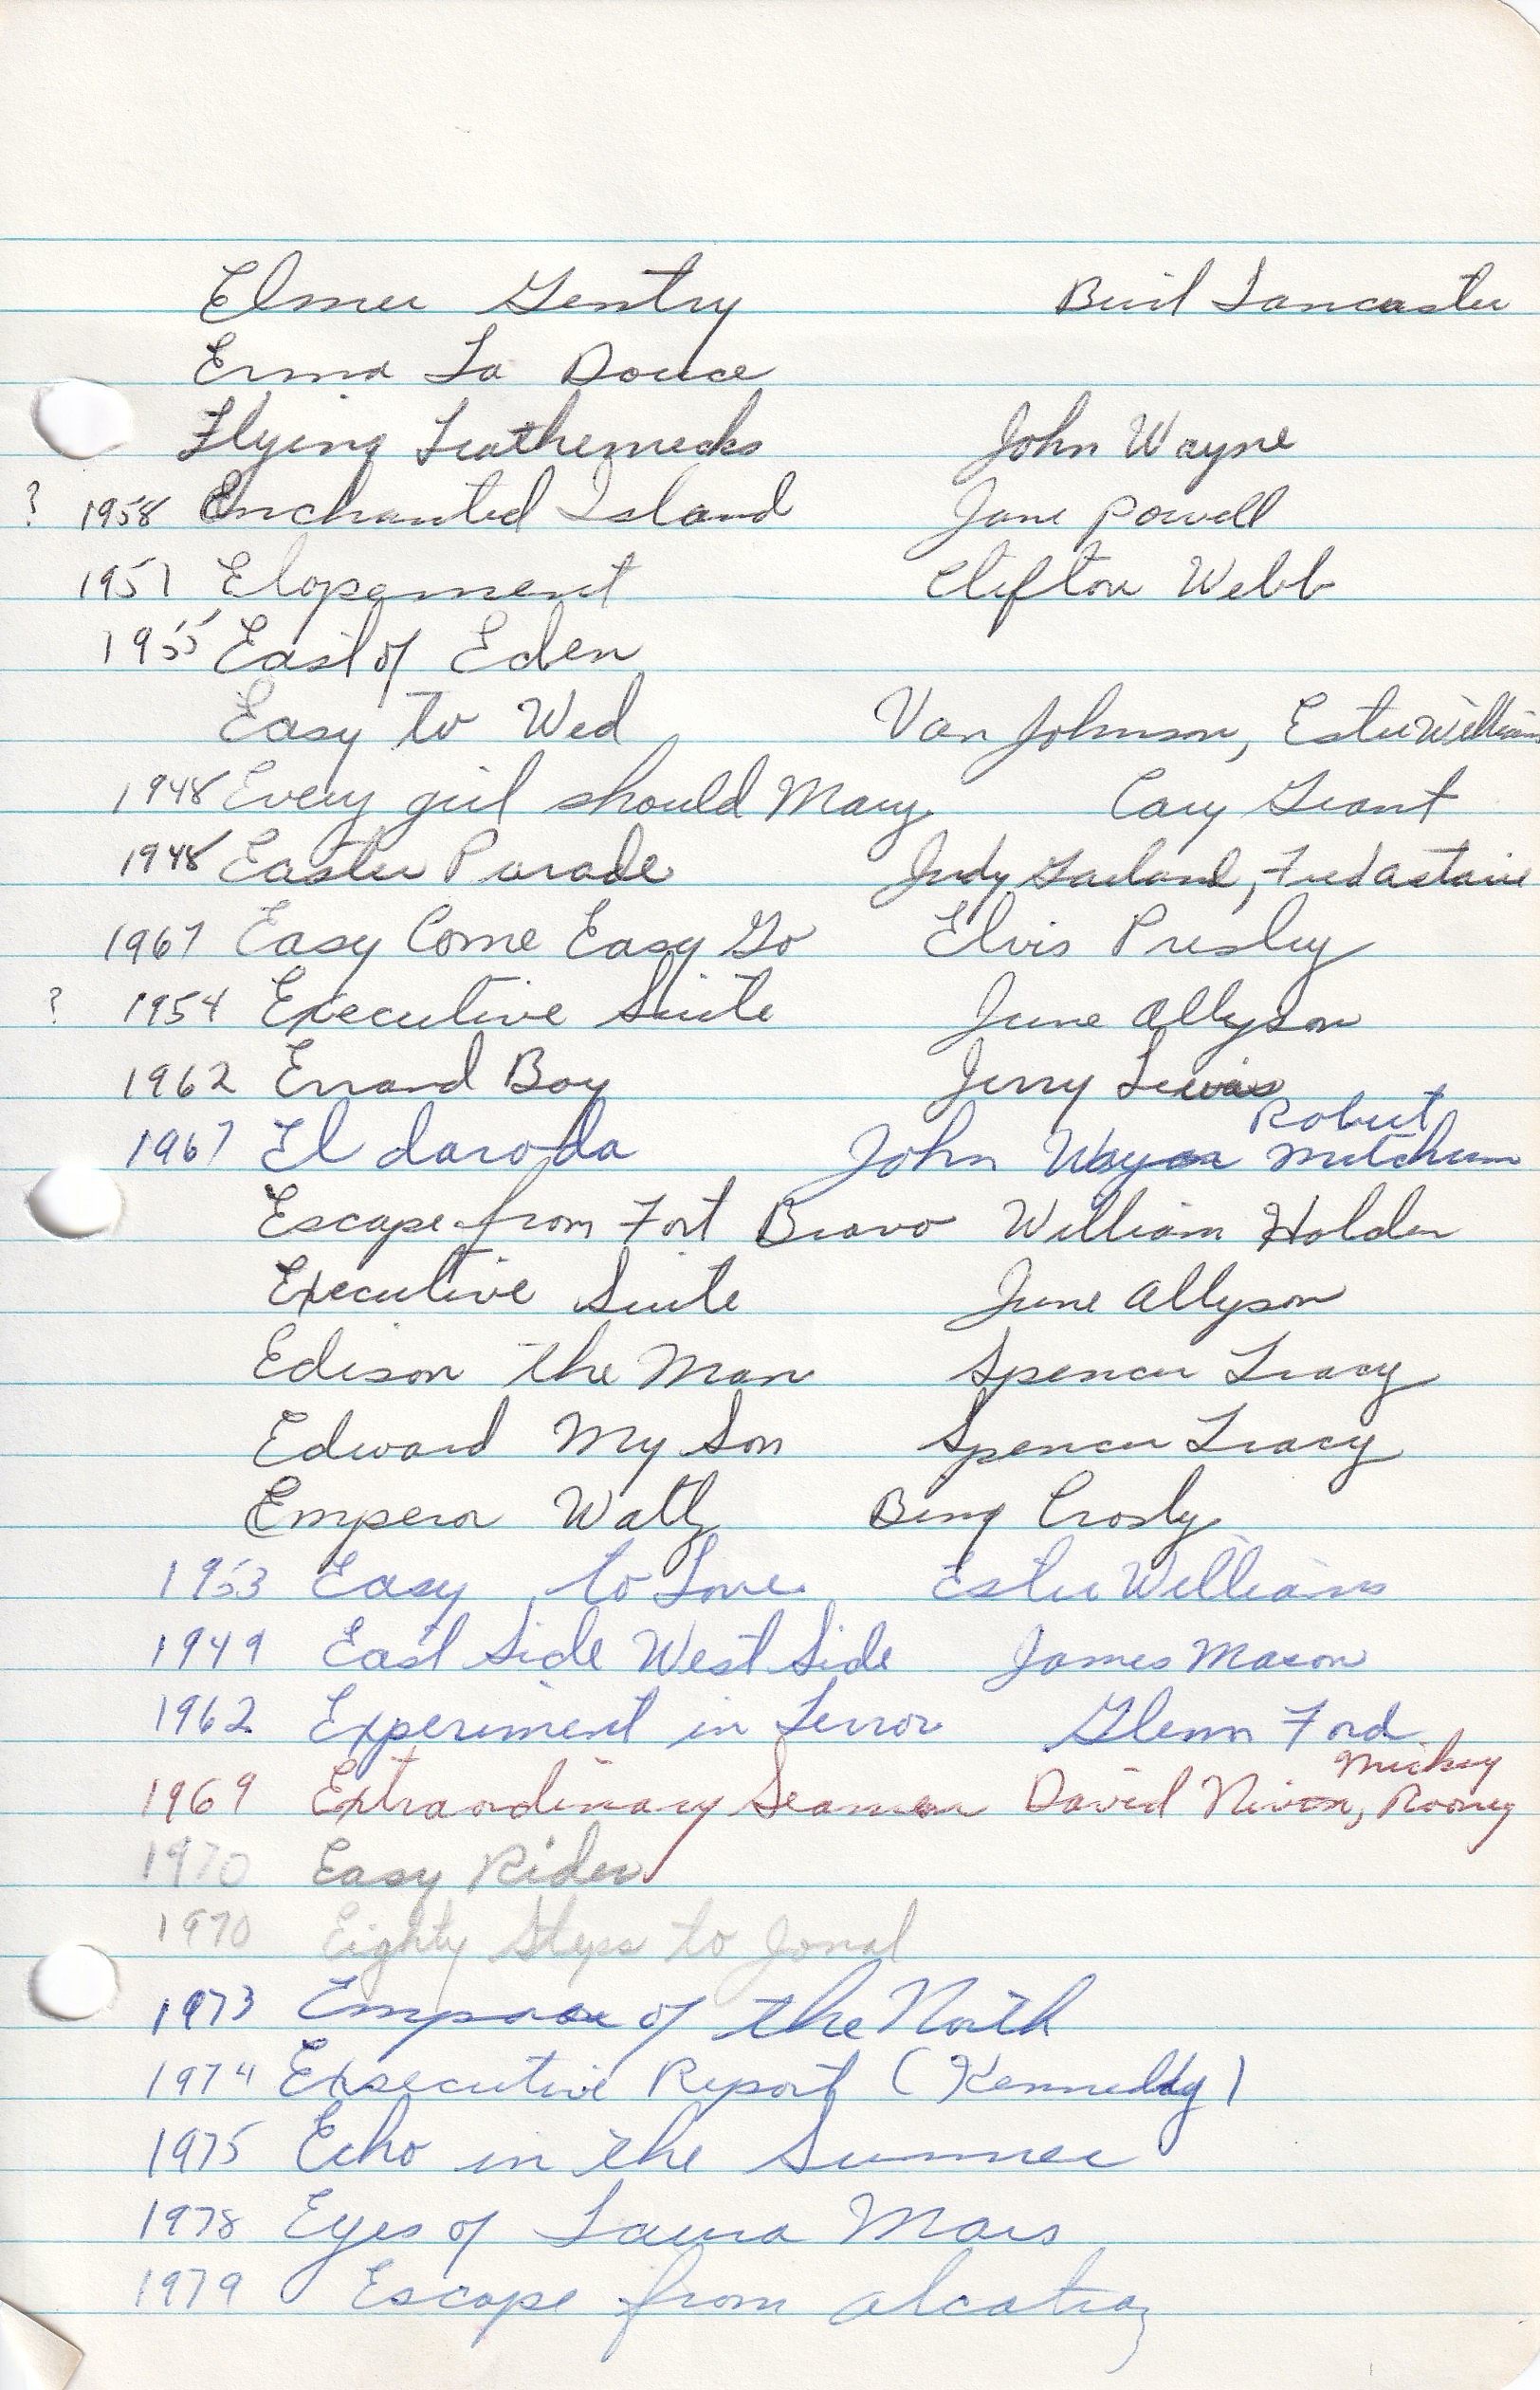 Elmer Gentry Burt Lancaster
Erma La Douce
Flying Leathernecks John Wayne
? 1958 Enchanted Island Jane Powell
1951 Elopement Clifton Webb
1955 East of Eden
Easy to Wed Van Johnson, Ester Williams
1948 Every girl should Mary Cary Grant
1948 Easter Parade Judy Garland, Fred Astaire
1967 Easy Come Easy Go Elvis Presley
? 1954 Executive Suite June Allyson
1962 Errand Boy Jerry Lewis
1967 El daroda John Wayne Robert Mitchum
Escape from Fort Bravo William Holden
Executive Suite June Allyson
Edison the Man Spencer Tracy
Edward My Son Spencer Tracy
Emperor Waltz Bing Crosby
1953 Easy to Love Ester Williams
1949 East Side West Side James Mason
1962 Experiment in Terror Glenn Ford
1969 Extraordinary Seaman David Niven, Mickey Rooney
1970 Easy Rider
1970 Eighty Steps to Jonal
1973 of the North
1974 Exsecutive Report (Kenneddy)
1975 Echo in the Summer
1978 Eyes of Laura Mars
1979 Escape from Alcatraz